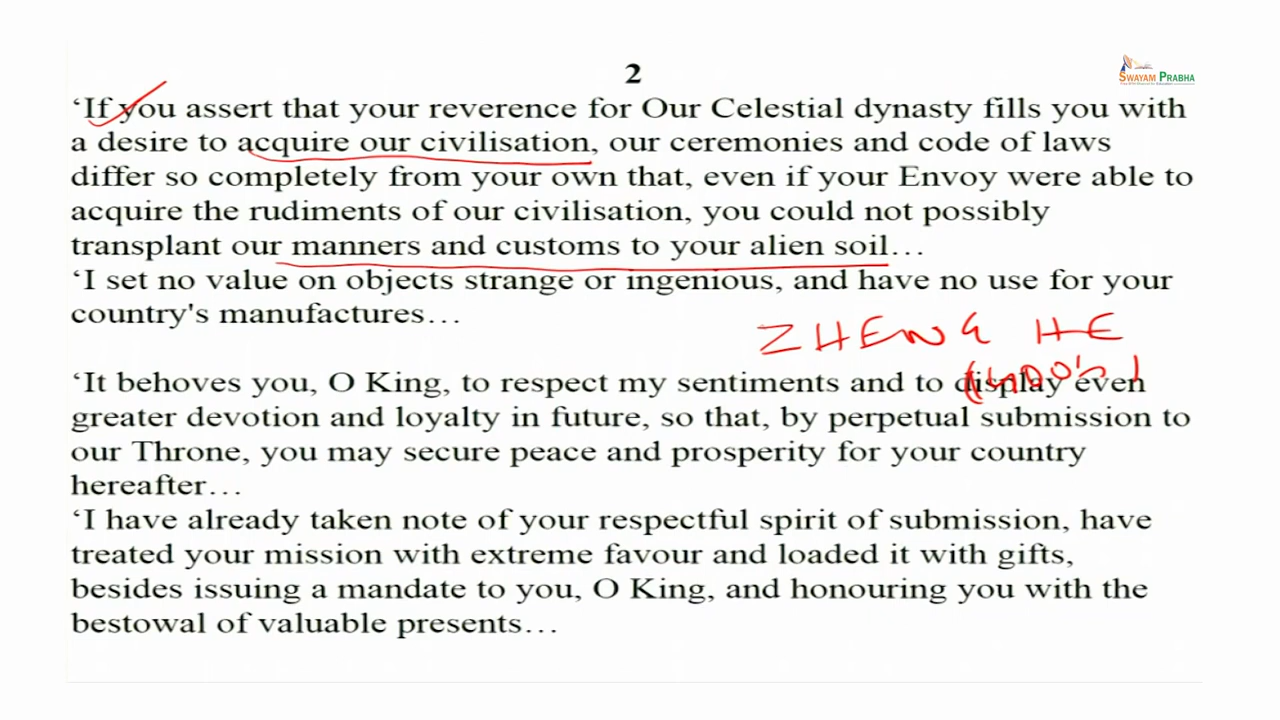 2
SWAYAM PRABHA
‘If you assert that your reverence for Our Celestial dynasty fills you with
a desire to acquire our civilisation, our ceremonies and code of laws
differ so completely from your own that, even if your Envoy were able to
acquire the rudiments of our civilisation, you could not possibly
transplant our manners and customs to your alien soil…
‘I set no value on objects strange or ingenious, and have no use for your
country's manufactures…
ZHENG HE
(1400's)
‘It behoves you, O King, to respect my sentiments and to display even
greater devotion and loyalty in future, so that, by perpetual submission to
our Throne, you may secure peace and prosperity for your country
hereafter…
‘I have already taken note of your respectful spirit of submission, have
treated your mission with extreme favour and loaded it with gifts,
besides issuing a mandate to you, O King, and honouring you with the
bestowal of valuable presents…